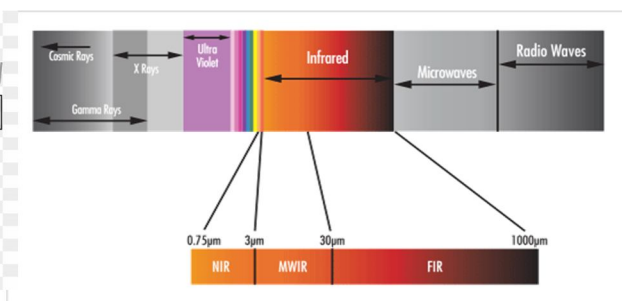 Cosmic Rays
X Rays
Gamma Rays
Ultra
Violet
Infrared
Microwaves
Radio Waves
0.75µm
3µm
30µm
1000µm
NIR
MWIR
FIR